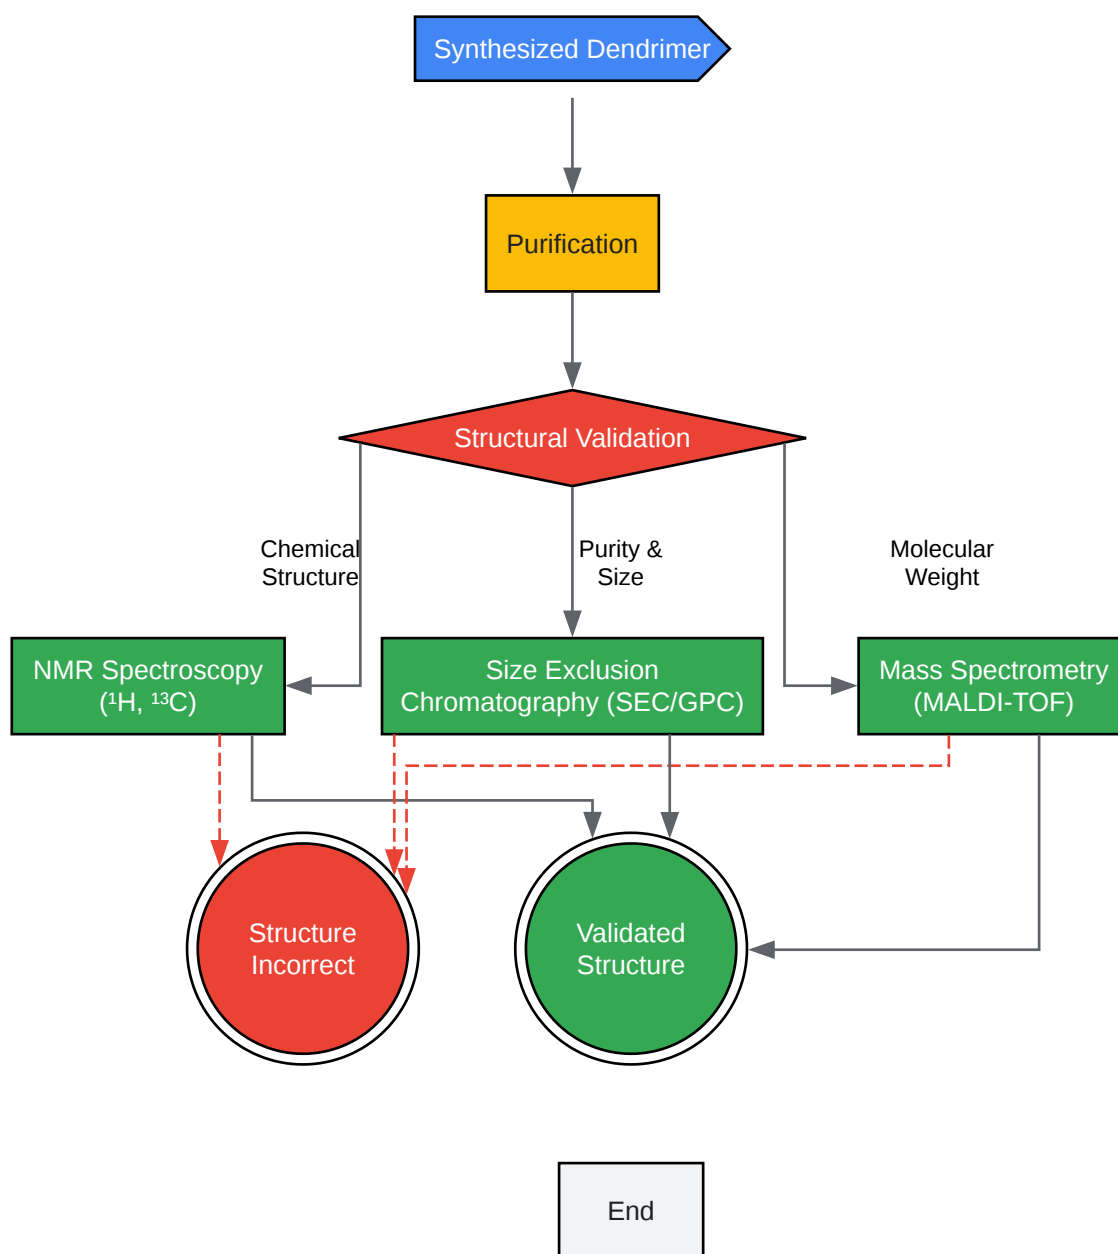 Synthesized Dendrimer
Purification
Structural Validation
Chemical
Structure
Purity &
Size
Molecular
Weight
NMR Spectroscopy
(¹H, ¹³C)
Size Exclusion
Chromatography (SEC/GPC)
Mass Spectrometry
(MALDI-TOF)
Structure
Incorrect
Validated
Structure
End